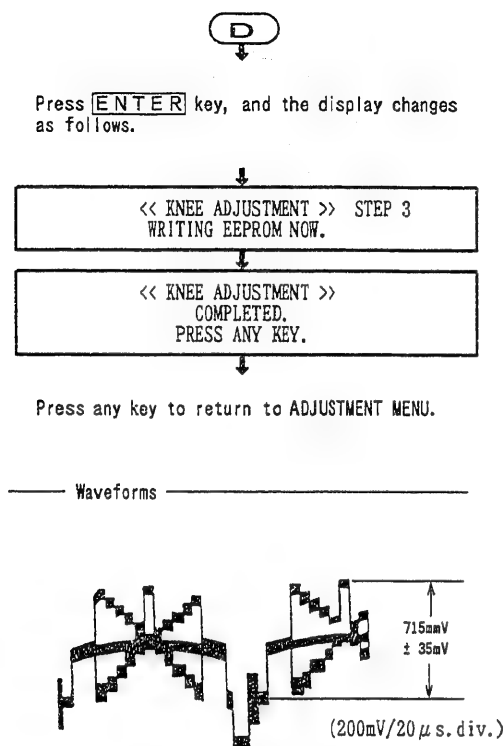 D
Press ENTER key, and the display changes
as follows.
<< KNEE ADJUSTMENT >> STEP 3
WRITING EEPROM NOW.
<< KNEE ADJUSTMENT >>
COMPLETED.
PRESS ANY KEY.
Press any key to return to ADJUSTMENT MENU.
Waveforms
715mmV
± 35mV
(200mV/20μs.div.)